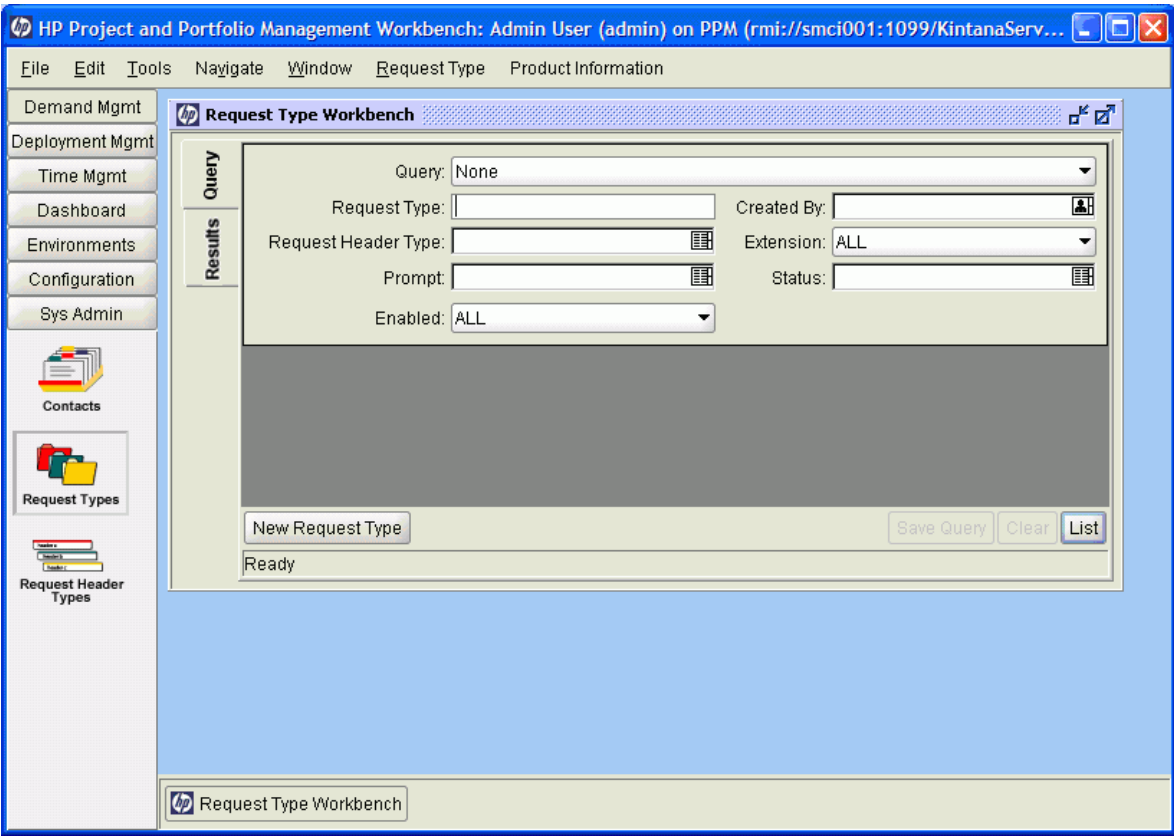 HP Project and Portfolio Management Workbench: Admin User (admin) on PPM (rmi://smci001:1099/KintanaServ...
File Edit Tools Navigate Window Request Type Product Information
Demand Mgmt
Deployment Mgmt
Time Mgmt
Dashboard
Environments
Configuration
Sys Admin
Contacts
Request Types
Request Header
Types
Request Type Workbench
Query
Results
Query: None
Request Type: Created By:
Request Header Type: Extension: ALL
Prompt: Status:
Enabled: ALL
New Request Type Save Query Clear List
Ready
Request Type Workbench